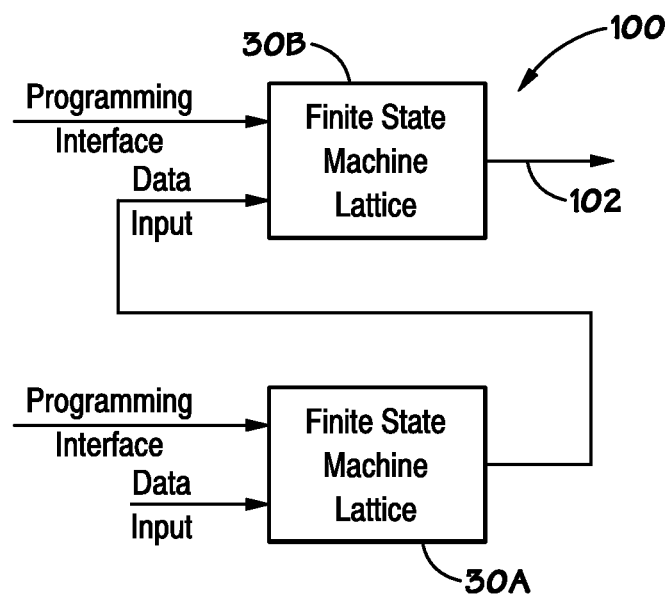 30B
100
Programming
Interface
Data
Input
Finite State
Machine
Lattice
102
Programming
Interface
Data
Input
Finite State
Machine
Lattice
30A